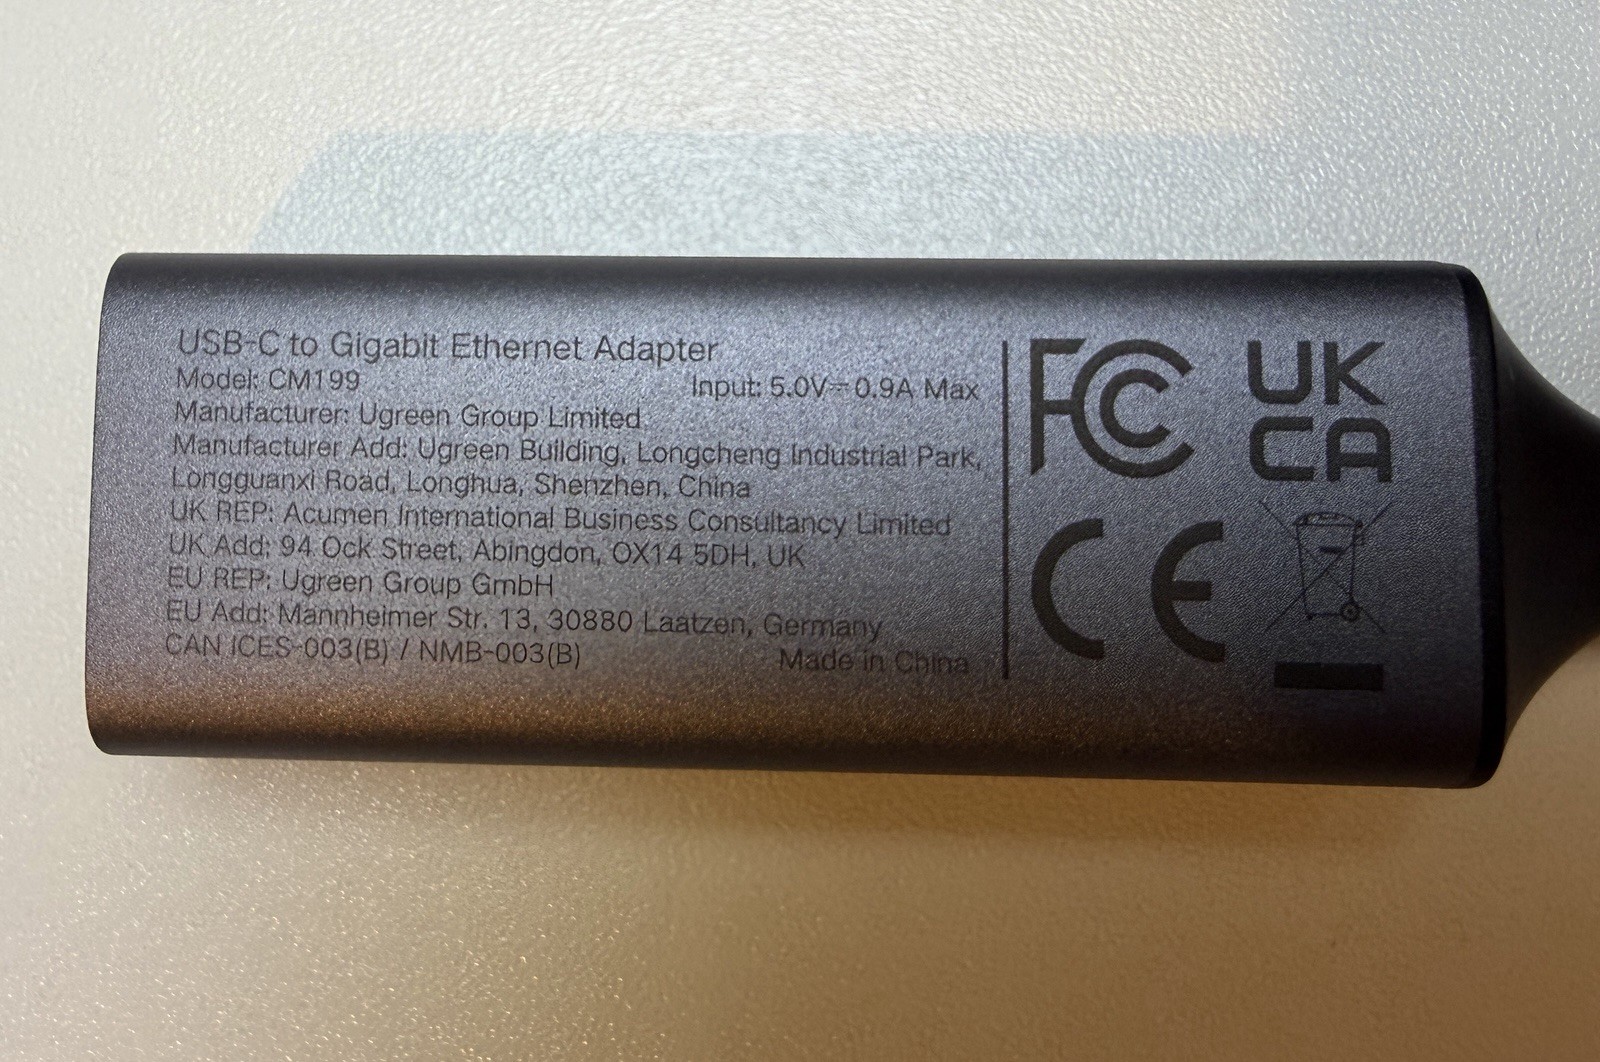 USB-C to Gigabit Ethernet Adapter
Model: CM199 Input: 5.0V⎓0.9A Max
Manufacturer: Ugreen Group Limited
Manufacturer Add: Ugreen Building, Longcheng Industrial Park,
Longguanxi Road, Longhua, Shenzhen, China
UK REP: Acumen International Business Consultancy Limited
UK Add: 94 Ock Street, Abingdon, OX14 5DH, UK
EU REP: Ugreen Group GmbH
EU Add: Mannheimer Str. 13, 30880 Laatzen, Germany
CAN ICES-003(B) / NMB-003(B) Made in China
FC
UK
CA
CE